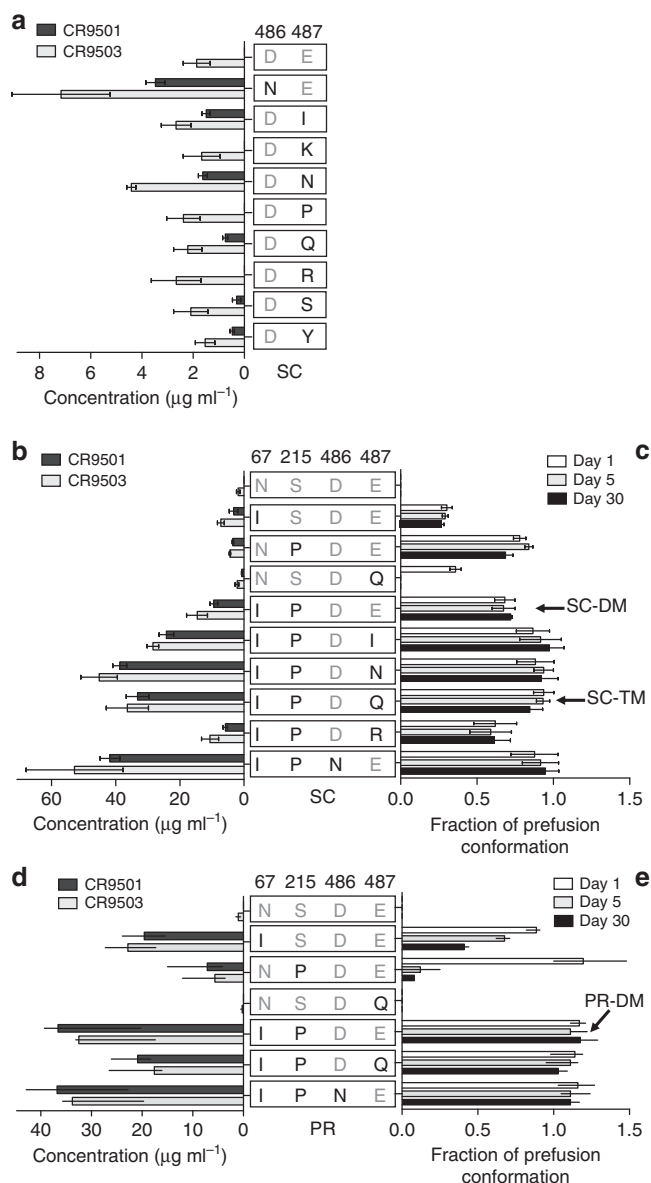 a
CR9501
CR9503
486 487
D E
N E
D I
D K
D N
D P
D Q
D R
D S
D Y
8 6 4 2 0
SC
Concentration (μg ml⁻¹)
b
CR9501
CR9503
67 215 486 487
c
Day 1
Day 5
Day 30
N S D E
I S D E
N P D E
N S D Q
I P D E
SC-DM
I P D I
I P D N
I P D Q
SC-TM
I P D R
I P N E
60 40 20 0
SC
0.0 0.5 1.0 1.5
Concentration (μg ml⁻¹)
Fraction of prefusion
conformation
d
CR9501
CR9503
67 215 486 487
e
Day 1
Day 5
Day 30
N S D E
I S D E
N P D E
N S D Q
PR-DM
I P D E
I P D Q
I P N E
40 30 20 10 0
PR
0.0 0.5 1.0 1.5
Concentration (μg ml⁻¹)
Fraction of prefusion
conformation